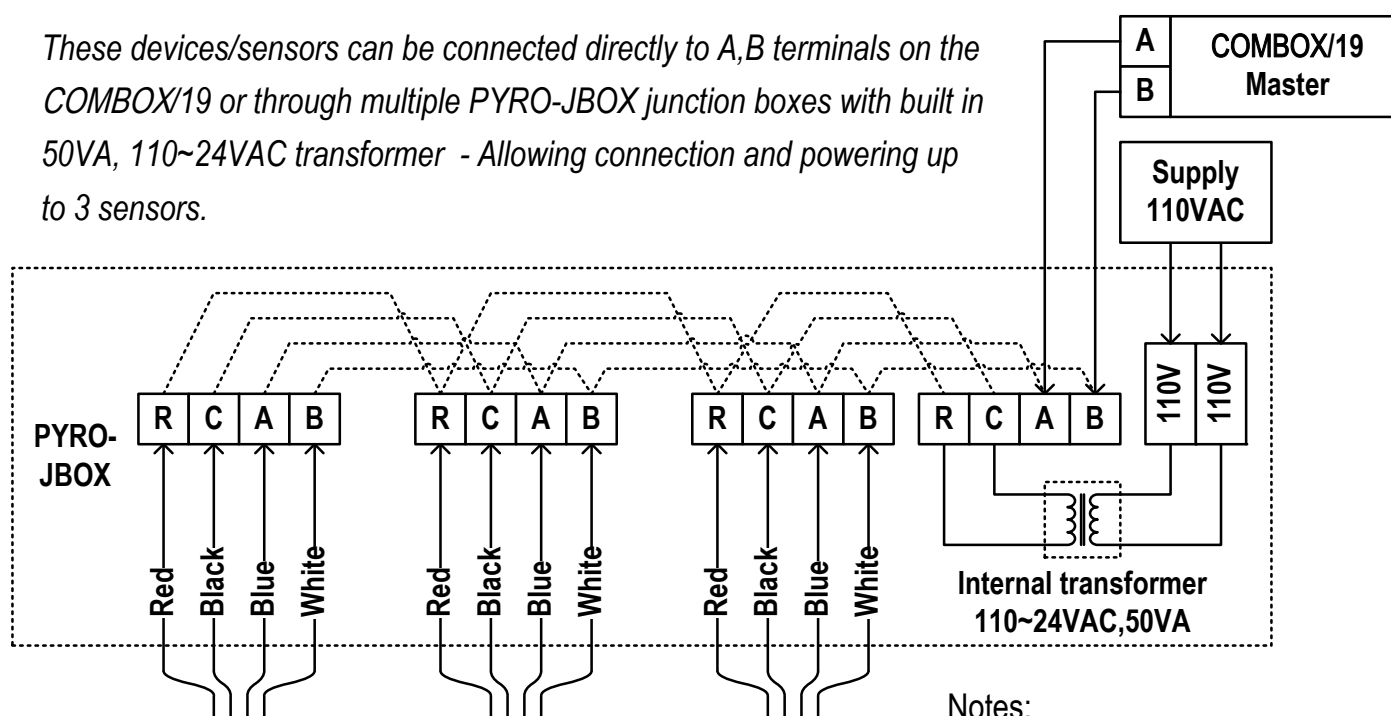 These devices/sensors can be connected directly to A,B terminals on the
COMBOX/19 or through multiple PYRO-JBOX junction boxes with built in
50VA, 110~24VAC transformer - Allowing connection and powering up
to 3 sensors.
A
B
COMBOX/19
Master
Supply
110VAC
PYRO-
JBOX
R C A B
R C A B
R C A B
R C A B
110V 110V
Red Black Blue White
Red Black Blue White
Red Black Blue White
Internal transformer
110~24VAC,50VA
Notes: